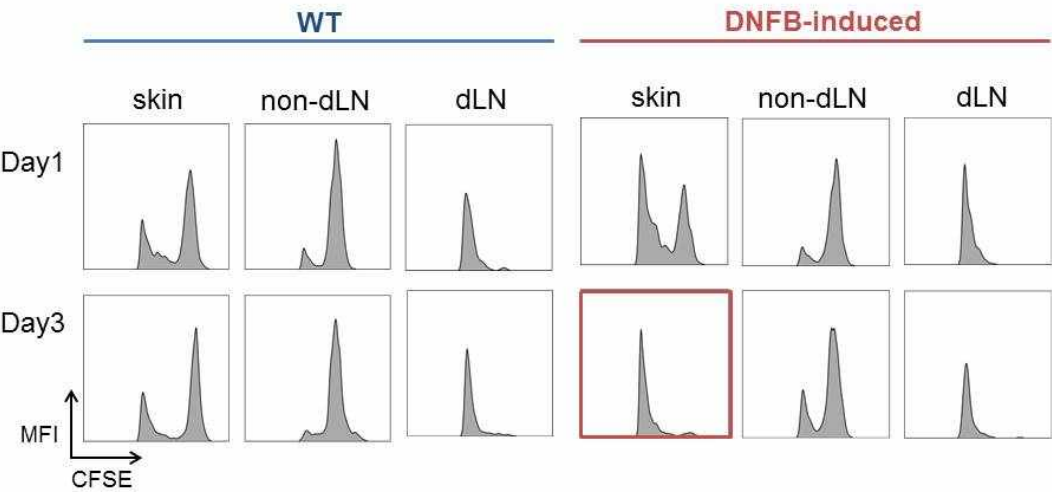 WT DNFB-induced
skin non-dLN dLN skin non-dLN dLN
Day1
Day3
MFI
CFSE